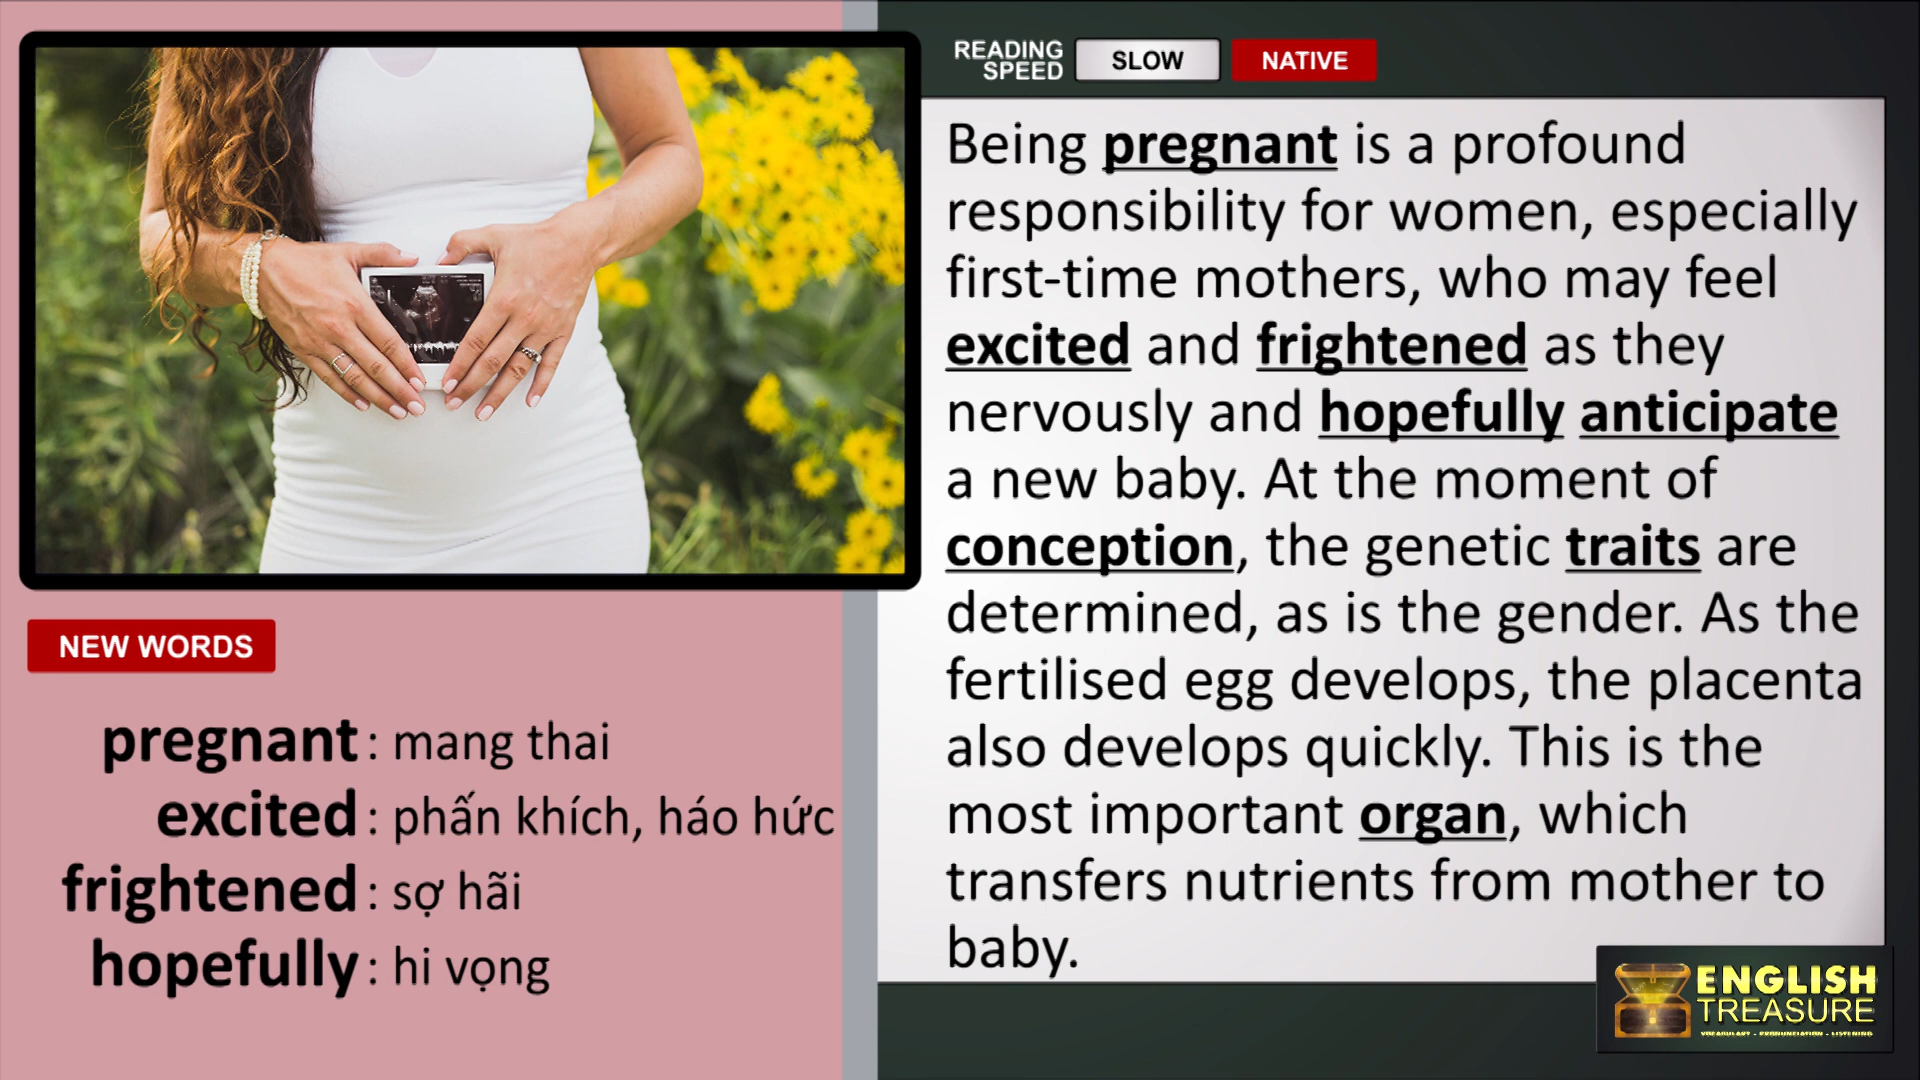 READING
SPEED
SLOW
NATIVE
Being pregnant is a profound
responsibility for women, especially
first-time mothers, who may feel
excited and frightened as they
nervously and hopefully anticipate
a new baby. At the moment of
conception, the genetic traits are
determined, as is the gender. As the
fertilised egg develops, the placenta
also develops quickly. This is the
most important organ, which
transfers nutrients from mother to
baby.
NEW WORDS
pregnant : mang thai
excited : phấn khích, háo hức
frightened : sợ hãi
hopefully : hi vọng
ENGLISH
TREASURE
VOCABULARY - PRONUNCIATION - LISTENING